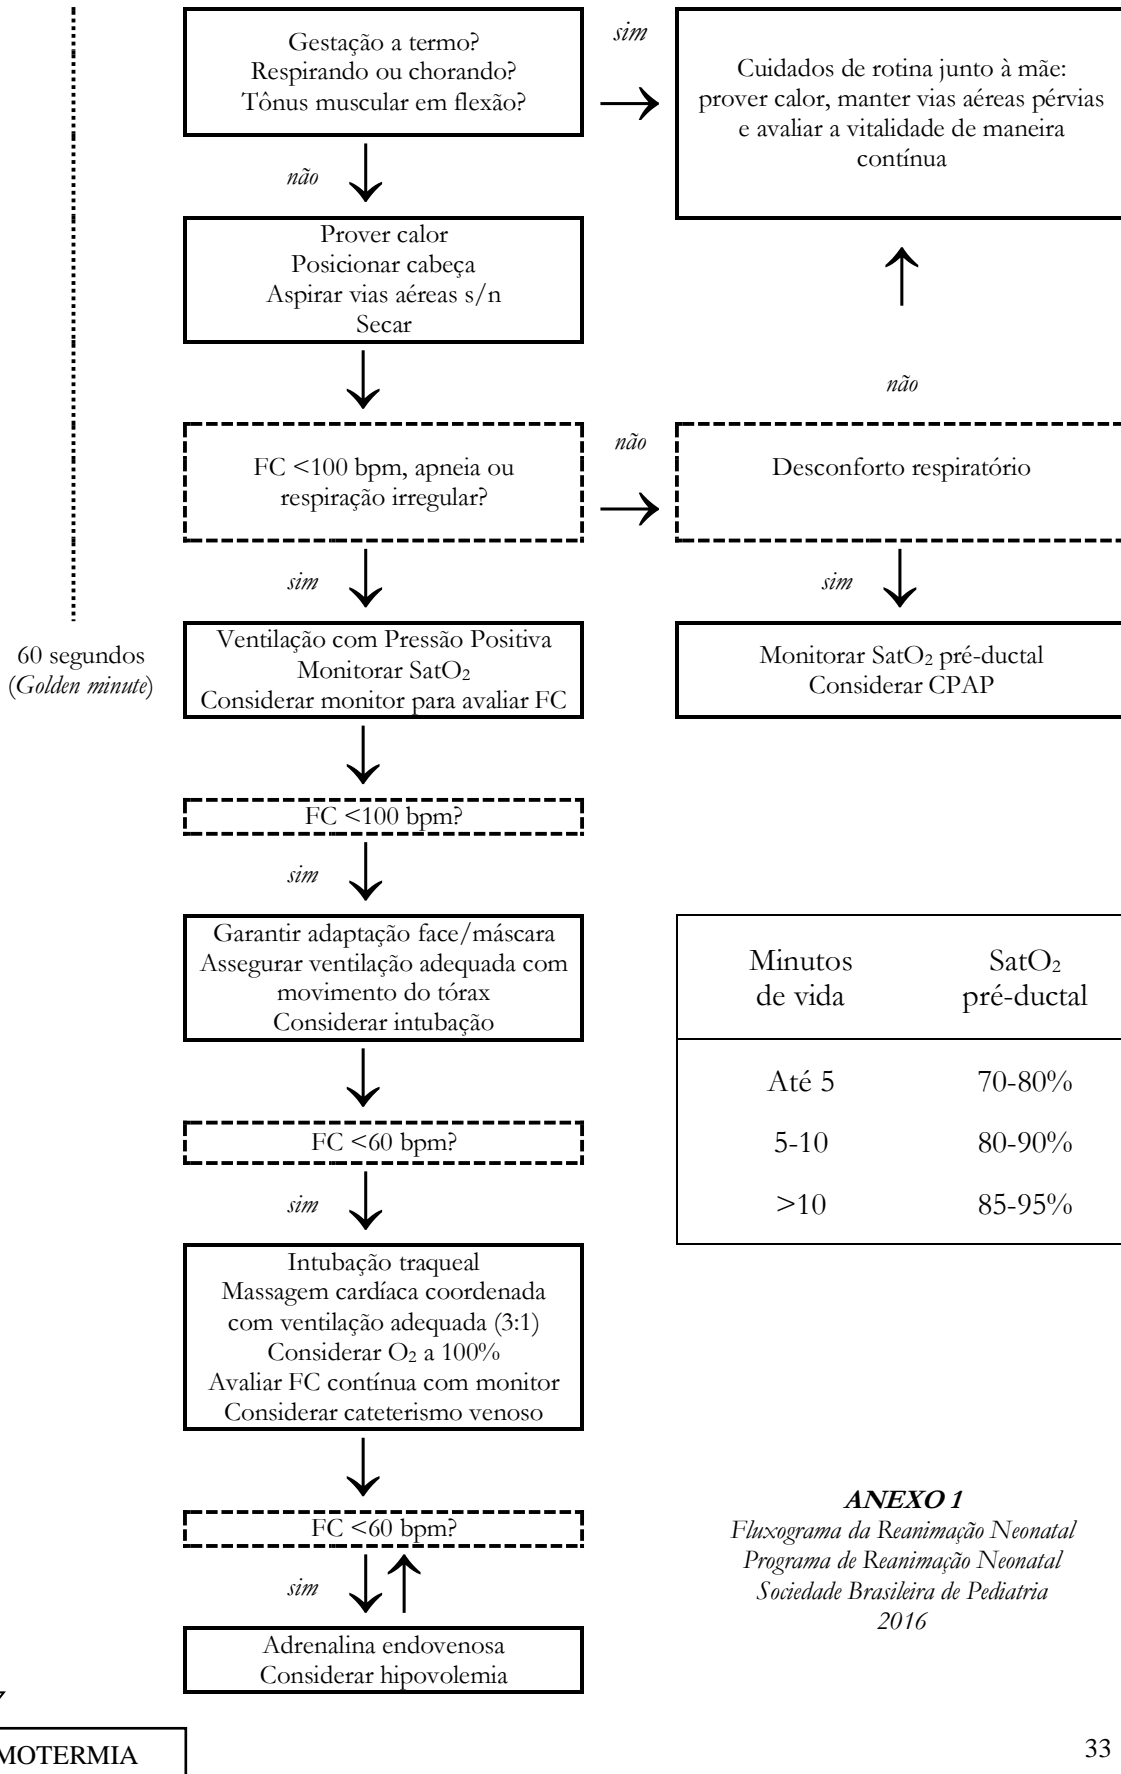 Gestação a termo?
Respirando ou chorando?
Tônus muscular em flexão?
sim
Cuidados de rotina junto à mãe:
prover calor, manter vias aéreas pérvias
e avaliar a vitalidade de maneira
contínua
não
Prover calor
Posicionar cabeça
Aspirar vias aéreas s/n
Secar
não
FC <100 bpm, apneia ou
respiração irregular?
não
Desconforto respiratório
sim
sim
60 segundos
(Golden minute)
Ventilação com Pressão Positiva
Monitorar SatO₂
Considerar monitor para avaliar FC
Monitorar SatO₂ pré-ductal
Considerar CPAP
FC <100 bpm?
sim
Garantir adaptação face/máscara
Assegurar ventilação adequada com
movimento do tórax
Considerar intubação
FC <60 bpm?
sim
Intubação traqueal
Massagem cardíaca coordenada
com ventilação adequada (3:1)
Considerar O₂ a 100%
Avaliar FC contínua com monitor
Considerar cateterismo venoso
FC <60 bpm?
sim
Adrenalina endovenosa
Considerar hipovolemia
Minutos de vida SatO₂ pré-ductal
Até 5 70-80%
5-10 80-90%
>10 85-95%
ANEXO 1
Fluxograma da Reanimação Neonatal
Programa de Reanimação Neonatal
Sociedade Brasileira de Pediatria
2016
MOTERMIA
33